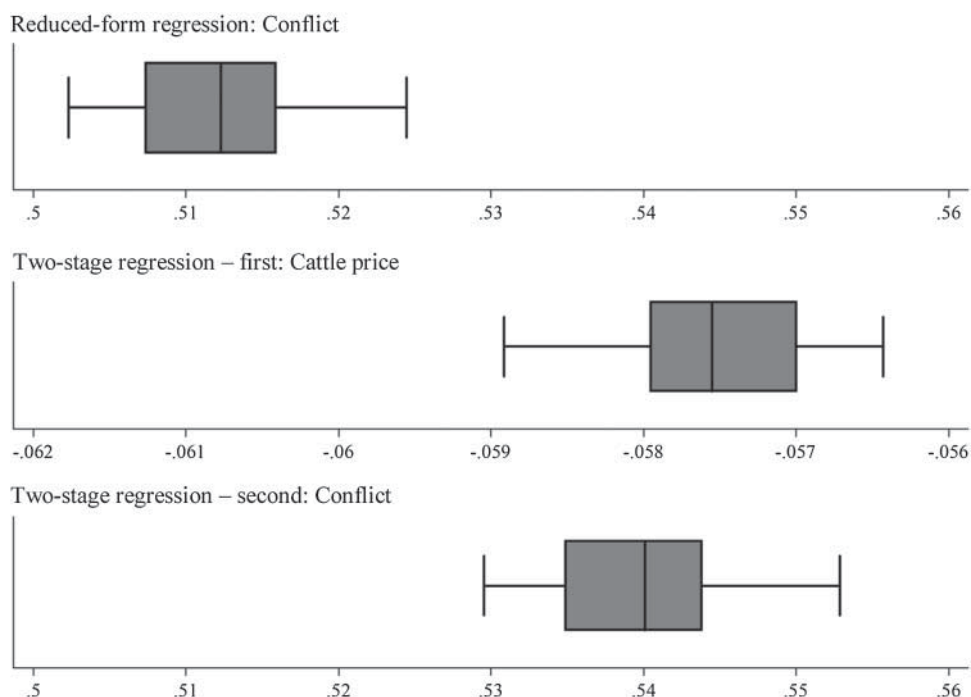 Reduced-form regression: Conflict
.5 .51 .52 .53 .54 .55 .56
Two-stage regression – first: Cattle price
-.062 -.061 -.06 -.059 -.058 -.057 -.056
Two-stage regression – second: Conflict
.5 .51 .52 .53 .54 .55 .56